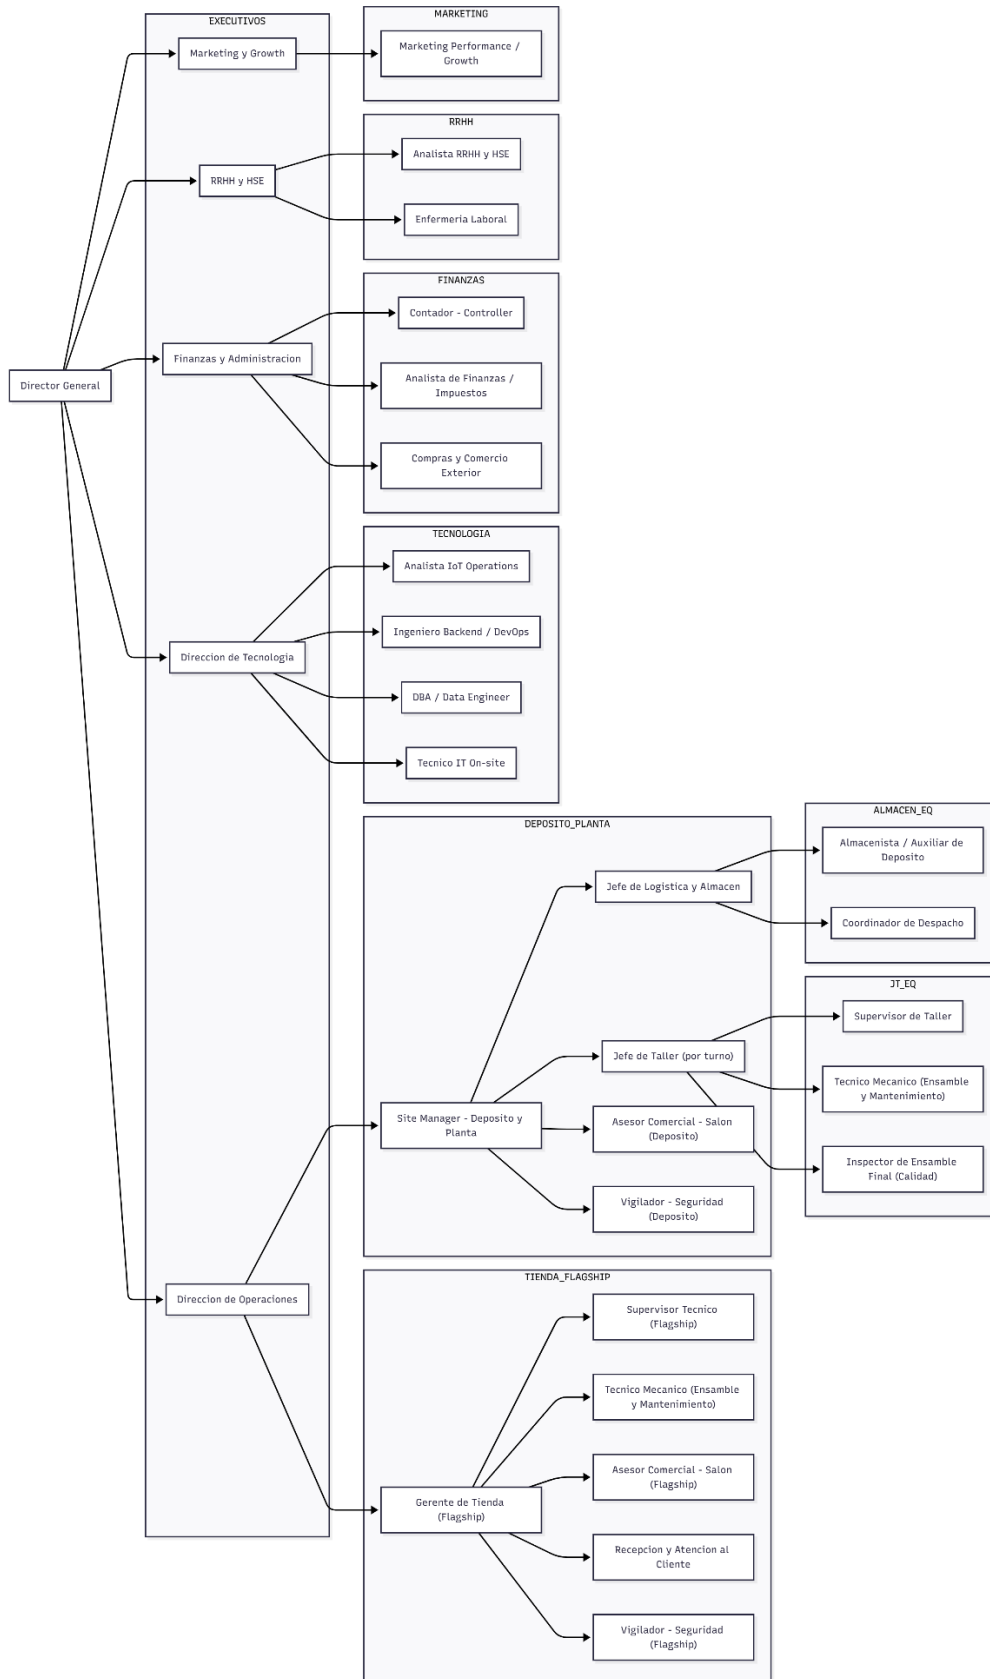 EXECUTIVOS
Marketing y Growth
RRHH y HSE
Finanzas y Administracion
Director General
Direccion de Tecnologia
Direccion de Operaciones
MARKETING
Marketing Performance /
Growth
RRHH
Analista RRHH y HSE
Enfermeria Laboral
FINANZAS
Contador - Controller
Analista de Finanzas /
Impuestos
Compras y Comercio
Exterior
TECNOLOGIA
Analista IoT Operations
Ingeniero Backend / DevOps
DBA / Data Engineer
Tecnico IT On-site
DEPOSITO_PLANTA
Jefe de Logistica y Almacen
Jefe de Taller (por turno)
Site Manager - Deposito y
Planta
Asesor Comercial - Salon
(Deposito)
Vigilador - Seguridad
(Deposito)
ALMACEN_EQ
Almacenista / Auxiliar de
Deposito
Coordinador de Despacho
JT_EQ
Supervisor de Taller
Tecnico Mecanico (Ensamble
y Mantenimiento)
Inspector de Ensamble
Final (Calidad)
TIENDA_FLAGSHIP
Supervisor Tecnico
(Flagship)
Tecnico Mecanico (Ensamble
y Mantenimiento)
Asesor Comercial - Salon
(Flagship)
Gerente de Tienda
(Flagship)
Recepcion y Atencion al
Cliente
Vigilador - Seguridad
(Flagship)